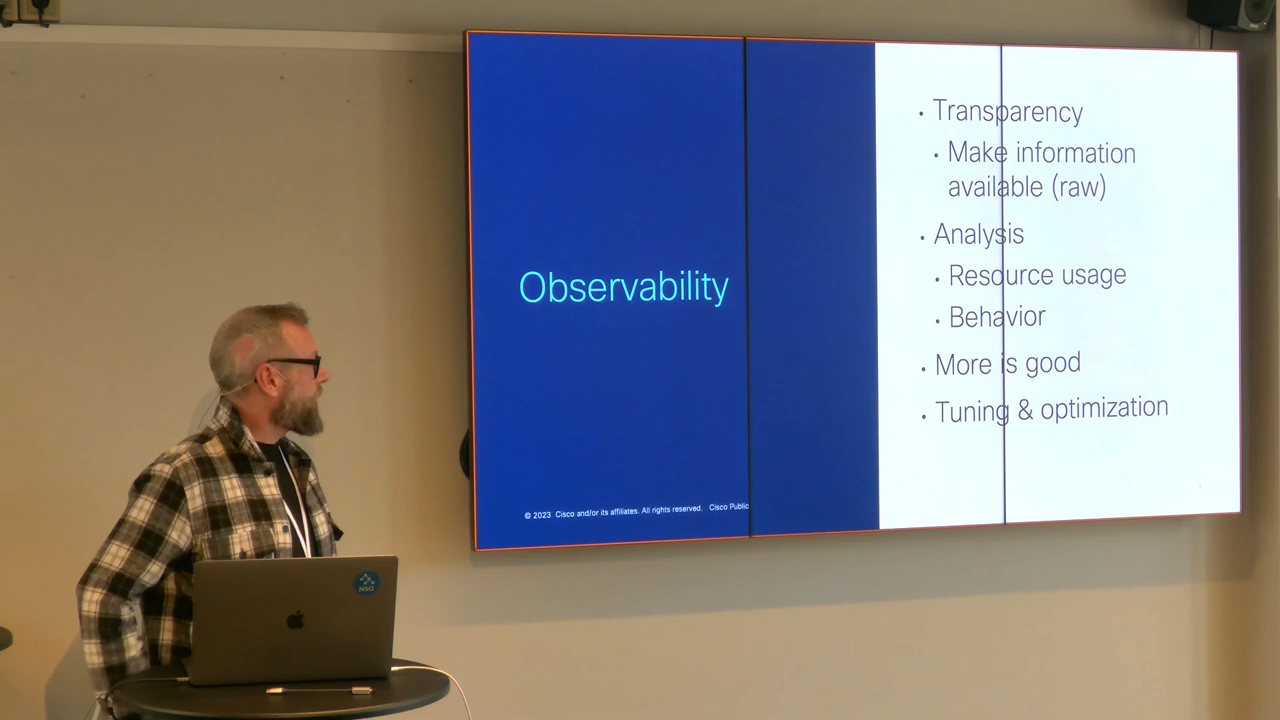 Observability
© 2023 Cisco and/or its affiliates. All rights reserved. Cisco Public
• Transparency
• Make information
available (raw)
• Analysis
• Resource usage
• Behavior
• More is good
• Tuning & optimization
NSO